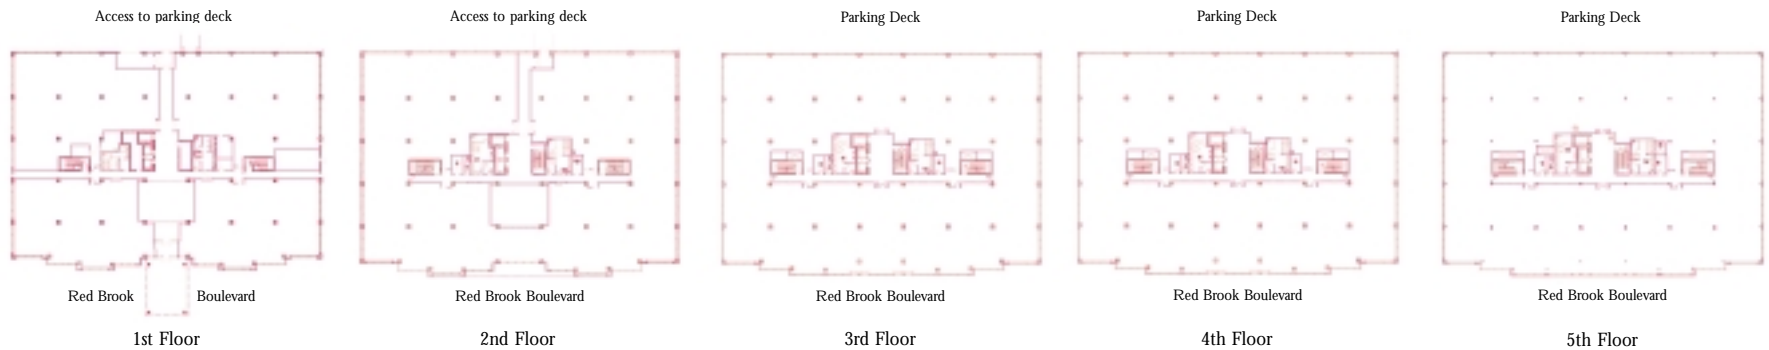 Access to parking deck
Access to parking deck
Parking Deck
Parking Deck
Parking Deck
Red Brook Boulevard
Red Brook Boulevard
Red Brook Boulevard
Red Brook Boulevard
Red Brook Boulevard
1st Floor
2nd Floor
3rd Floor
4th Floor
5th Floor